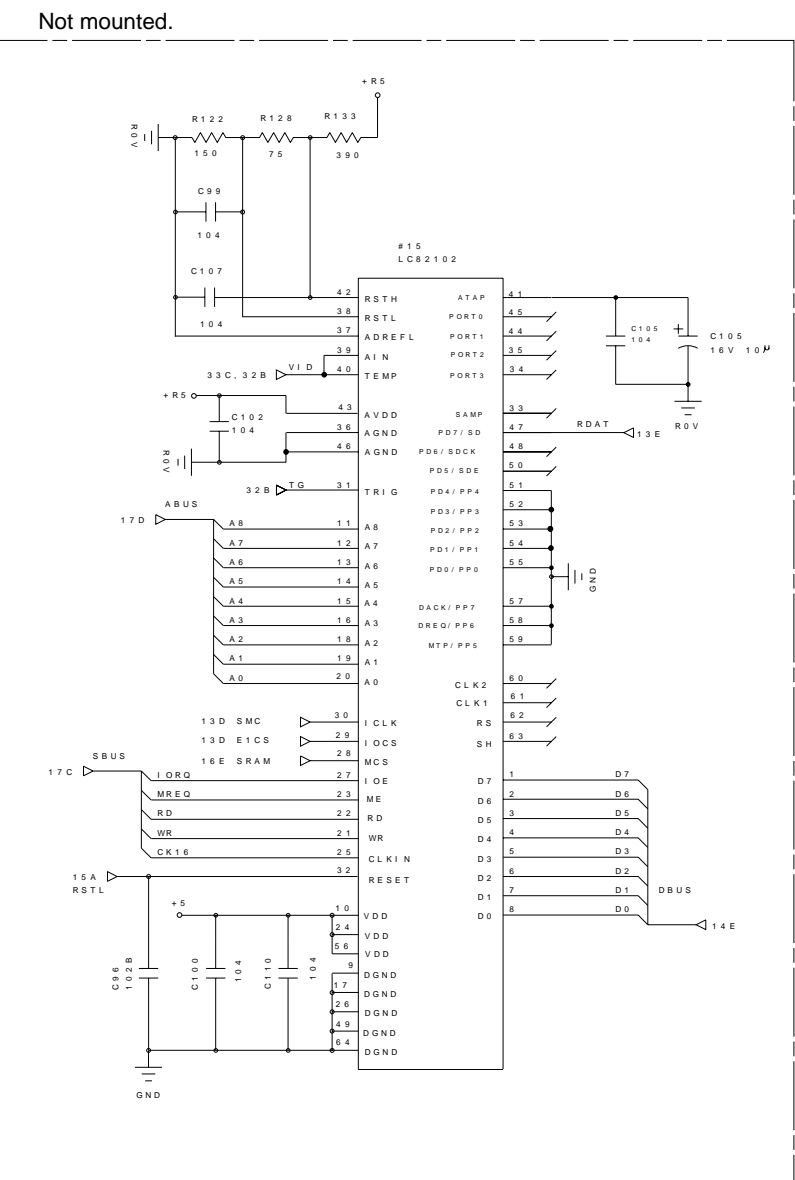 Not mounted.
+R5
R122 R128 R133
R0V
150 75 390
C99
104
#15
LC82102
C107
104
42 RSTH
38 RSTL
37 ADREFL
39 AIN
33C,32B VID 40 TEMP
+R5
43 AVDD
C102
104
36 AGND
46 AGND
R0V
32B TG 31 TRIG
ABUS
17D
A8 11 A8
A7 12 A7
A6 13 A6
A5 14 A5
A4 15 A4
A3 16 A3
A2 18 A2
A1 19 A1
A0 20 A0
13D SMC 30 ICLK
13D E1CS 29 IOCS
16E SRAM 28 MCS
SBUS
17C
IORQ 27 IOE
MREQ 23 ME
RD 22 RD
WR 21 WR
CK16 25 CLKIN
15A
RSTL
32 RESET
+5
10 VDD
24 VDD
56 VDD
9 DGND
17 DGND
26 DGND
49 DGND
64 DGND
C96
102B
C100
104
C110
104
GND
ATAP 41
PORT0 45
PORT1 44
PORT2 35
PORT3 34
C105
104
+
C105
16V 10μ
R0V
SAMP 33
PD7/SD 47 RDAT 13E
PD6/SDCK 48
PD5/SDE 50
PD4/PP4 51
PD3/PP3 52
PD2/PP2 53
PD1/PP1 54
PD0/PP0 55
GND
DACK/PP7 57
DREQ/PP6 58
MTP/PP5 59
CLK2 60
CLK1 61
RS 62
SH 63
D7 1 D7
D6 2 D6
D5 3 D5
D4 4 D4
D3 5 D3
D2 6 D2
D1 7 D1
D0 8 D0
DBUS
14E